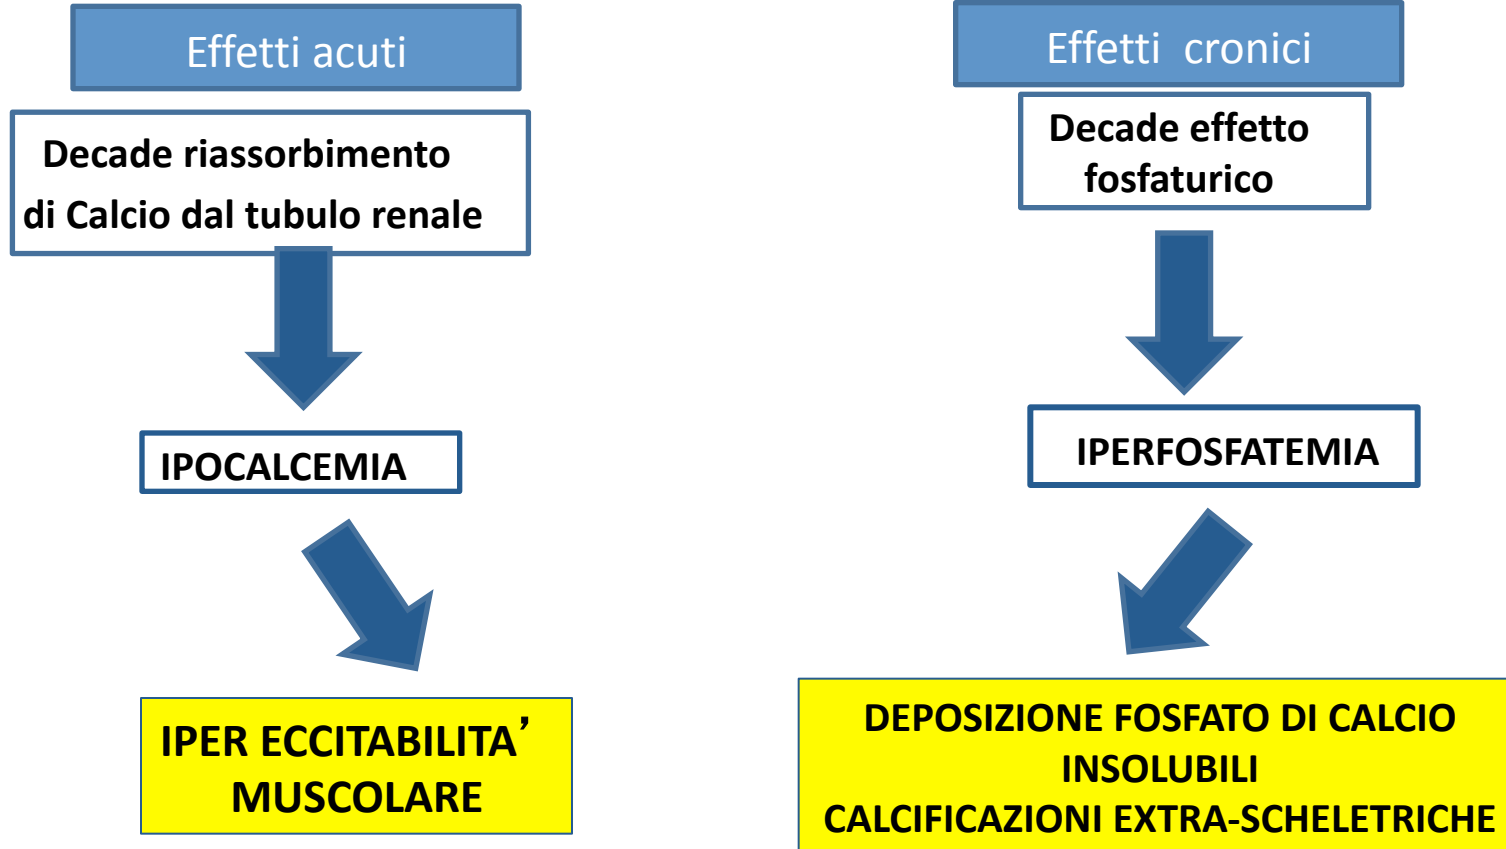 Effetti acuti
Decade riassorbimento
di Calcio dal tubulo renale
IPOCALCEMIA
IPER ECCITABILITA’
MUSCOLARE
Effetti cronici
Decade effetto
fosfaturico
IPERFOSFATEMIA
DEPOSIZIONE FOSFATO DI CALCIO
INSOLUBILI
CALCIFICAZIONI EXTRA-SCHELETRICHE